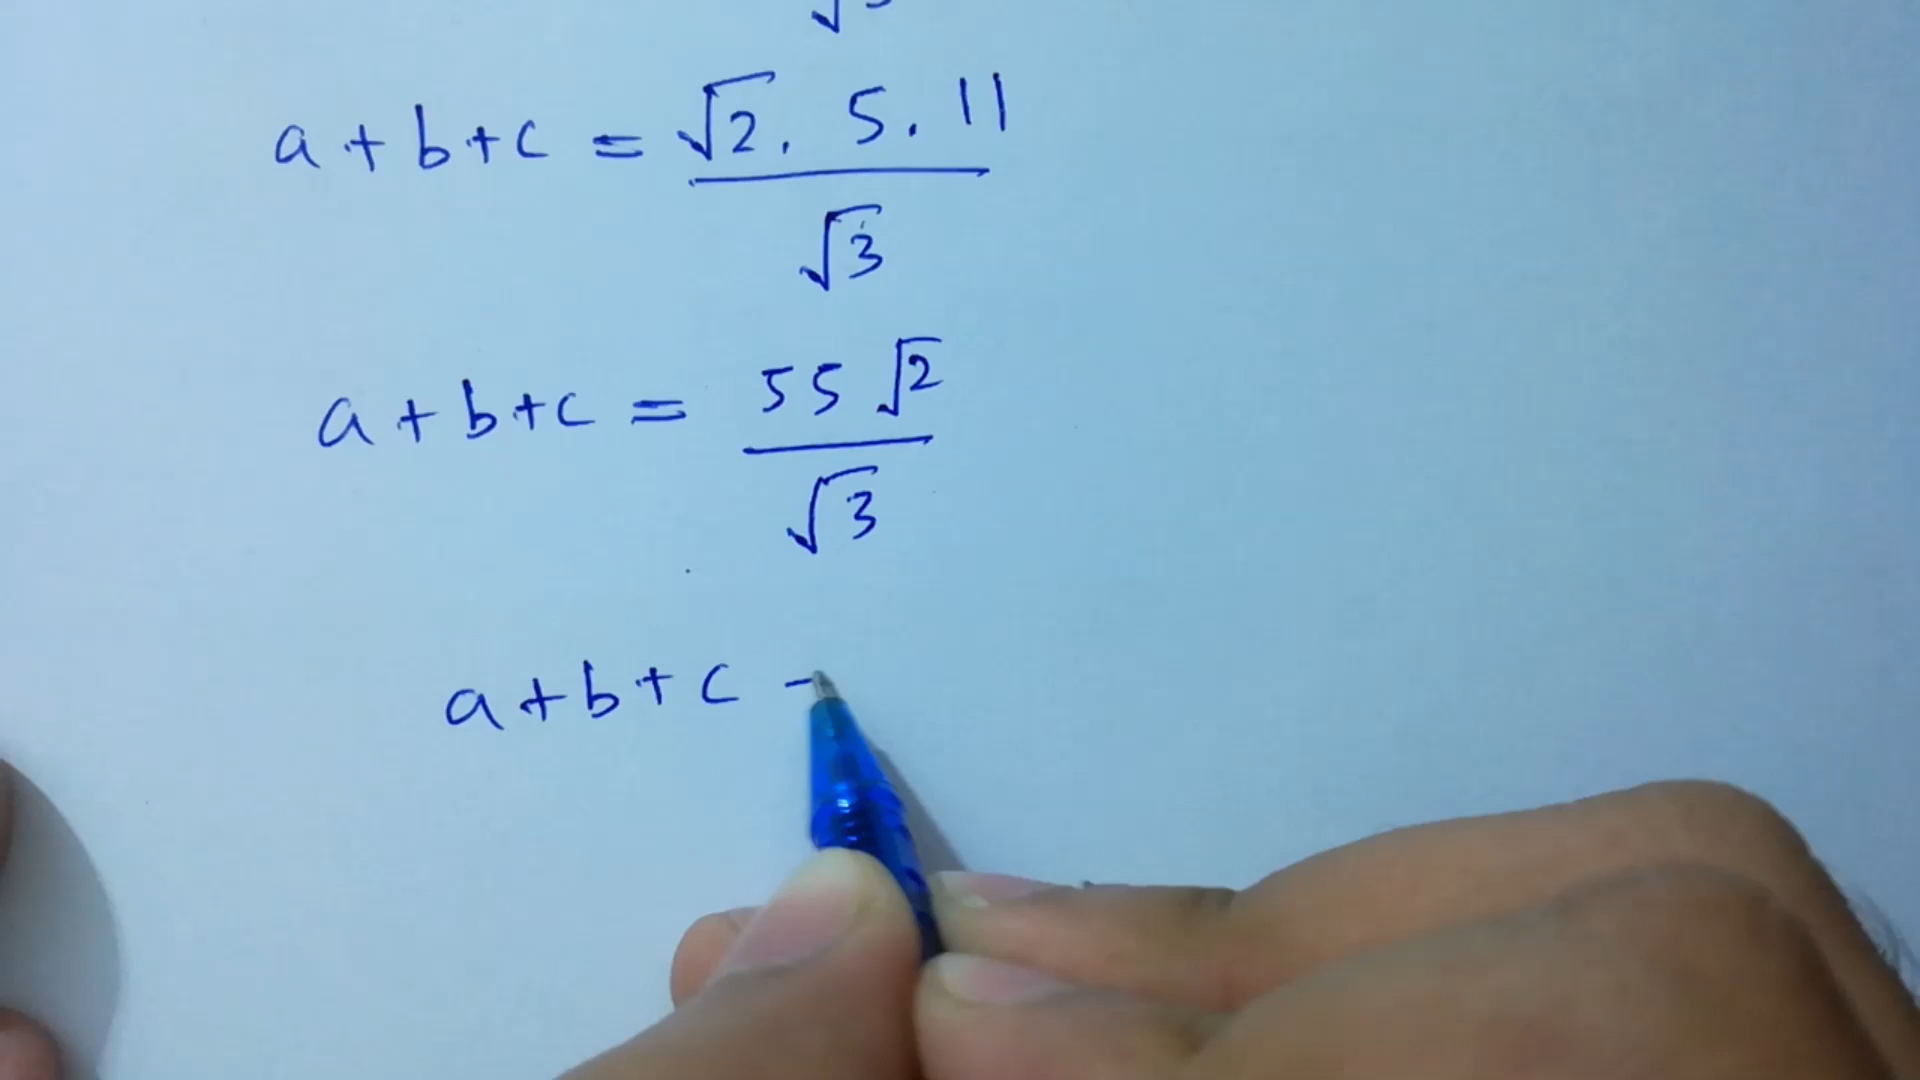 a + b + c = √2 . 5 . 11 / √3
a + b + c = 55 √2 / √3
a + b + c -